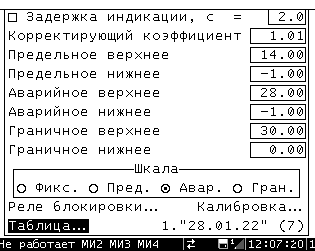 Задержка индикации, с = 2.0
Корректирующий коэффициент 1.01
Предельное верхнее 14.00
Предельное нижнее -1.00
Аварийное верхнее 28.00
Аварийное нижнее -1.00
Граничное верхнее 30.00
Граничное нижнее 0.00
Шкала
Фикс. Пред. Авар. Гран.
Реле блокировки... Калибровка...
Таблица... 1."28.01.22" (7)
Не работает МИ2 МИ3 МИ4 12:07:20